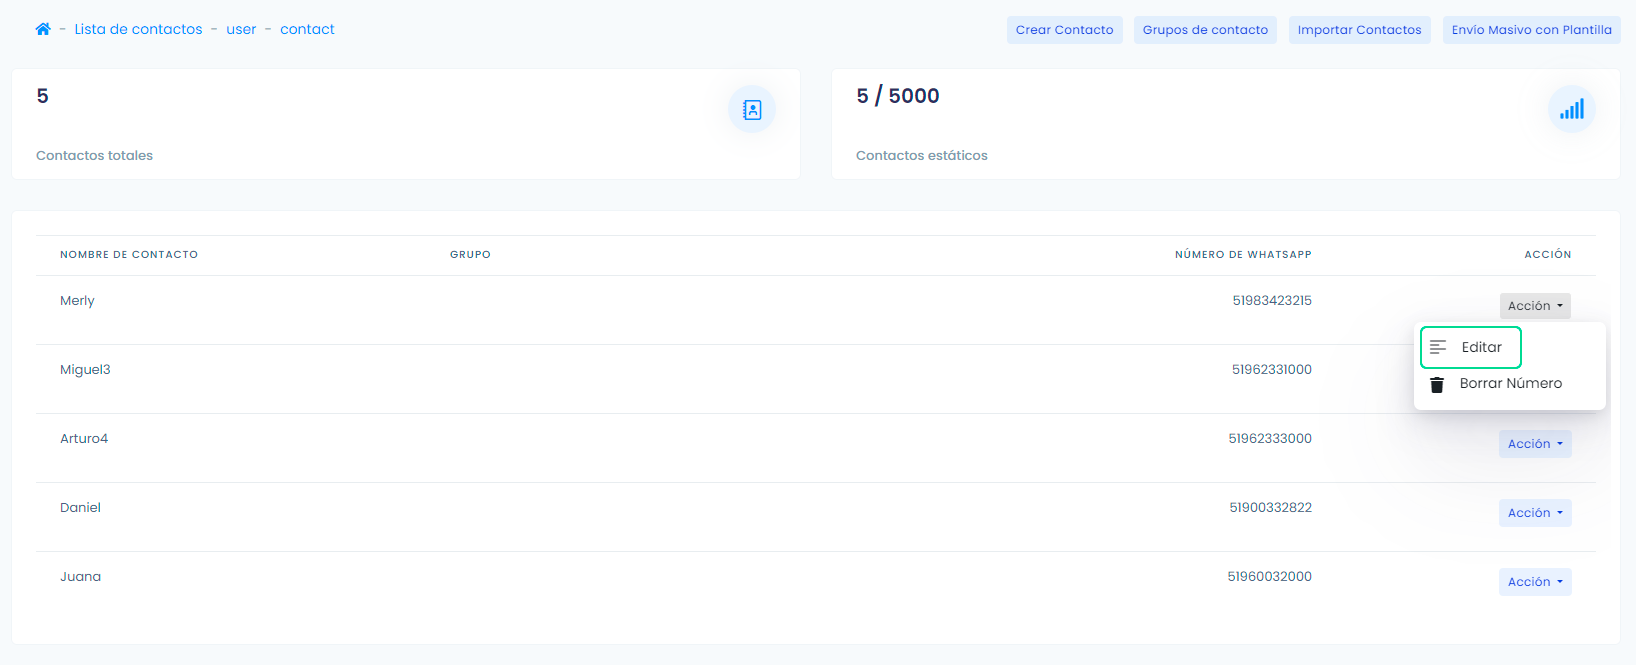 - Lista de contactos - user - contact
Crear Contacto Grupos de contacto Importar Contactos Envío Masivo con Plantilla
5
Contactos totales
5 / 5000
Contactos estáticos
NOMBRE DE CONTACTO GRUPO NÚMERO DE WHATSAPP ACCIÓN
Merly 51983423215 Acción
Editar
Miguel3 51962331000
Borrar Número
Arturo4 51962333000 Acción
Daniel 51900332822 Acción
Juana 51960032000 Acción